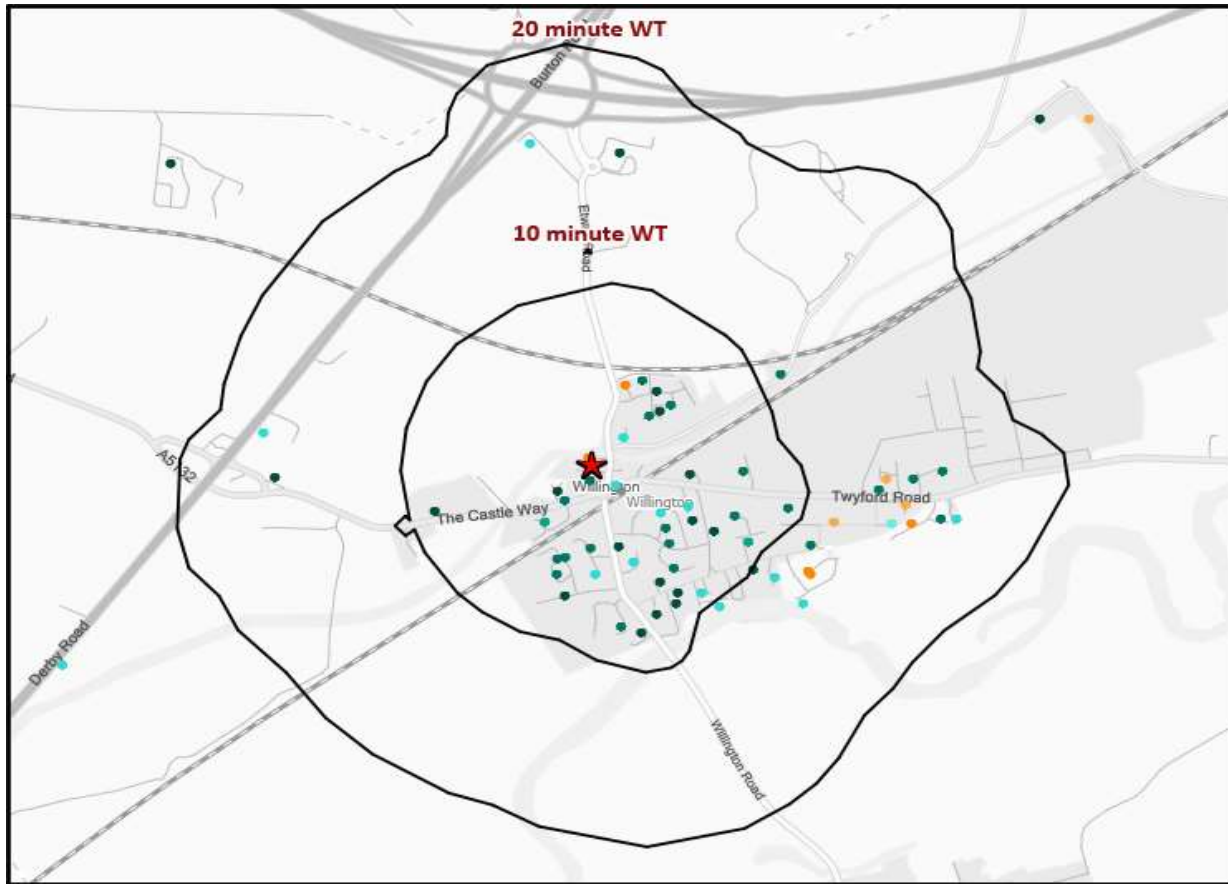 20 minute WT
Burton
10 minute WT
Etw Road
A5132
Willington
Willington
The Castle Way
Twyford Road
Derby Road
Willington Road